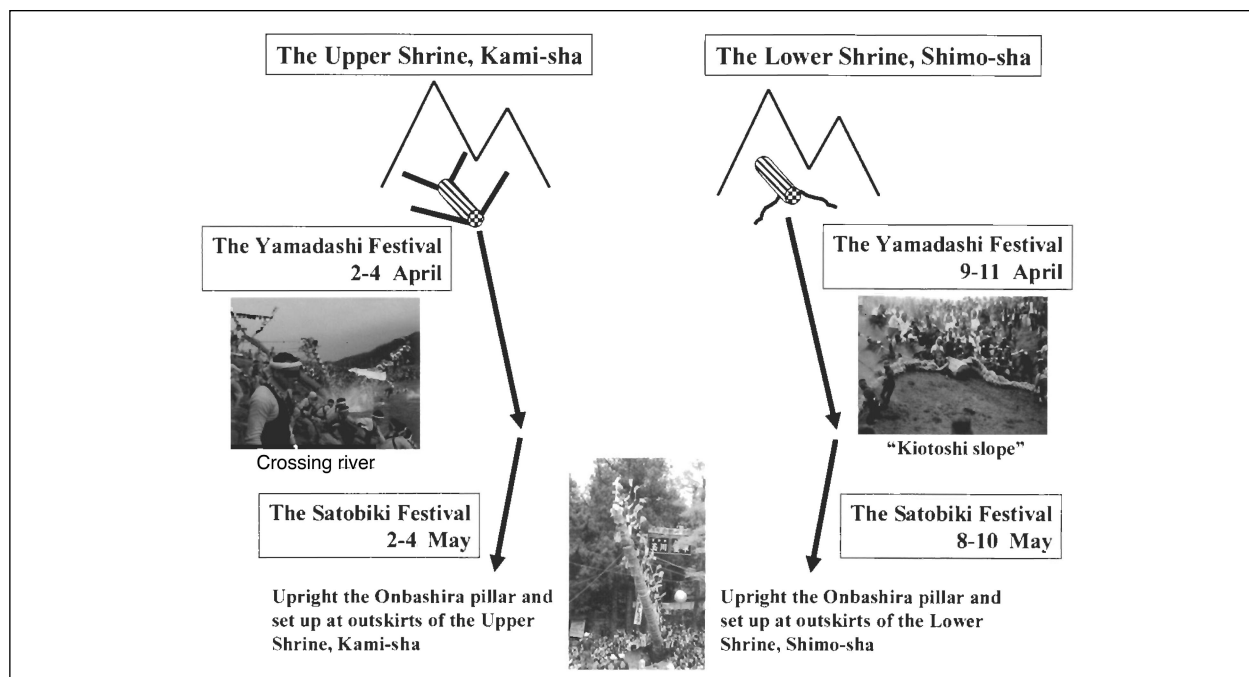 The Upper Shrine, Kami-sha
The Lower Shrine, Shimo-sha
The Yamadashi Festival
2-4 April
The Yamadashi Festival
9-11 April
Crossing river
“Kiotoshi slope”
The Satobiki Festival
2-4 May
The Satobiki Festival
8-10 May
Upright the Onbashira pillar and
set up at outskirts of the Upper
Shrine, Kami-sha
Upright the Onbashira pillar and
set up at outskirts of the Lower
Shrine, Shimo-sha